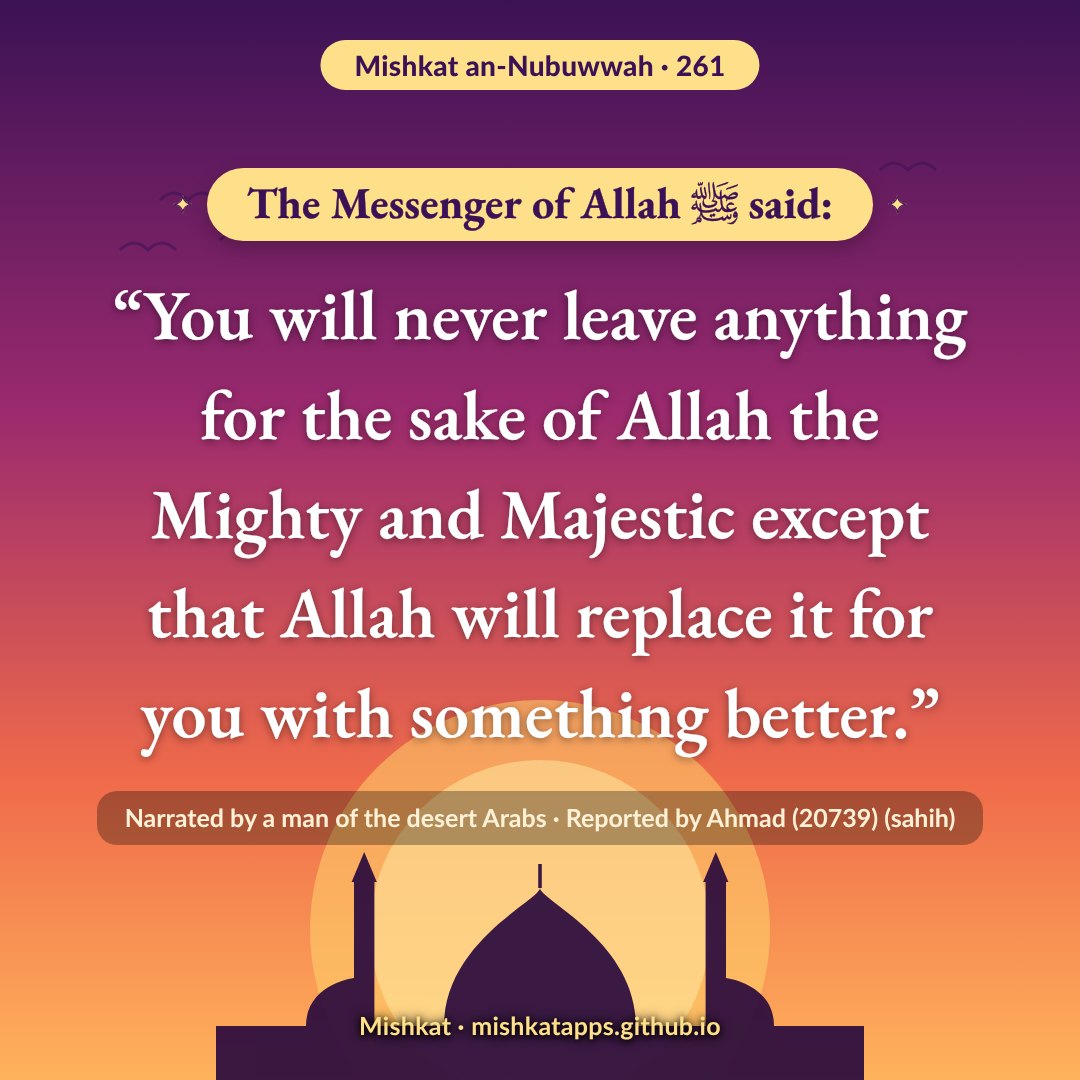 Mishkat an-Nubuwwah · 261
The Messenger of Allah ﷺ said:
“You will never leave anything
for the sake of Allah the
Mighty and Majestic except
that Allah will replace it for
you with something better.”
Narrated by a man of the desert Arabs · Reported by Ahmad (20739) (sahih)
Mishkat · mishkatapps.github.io